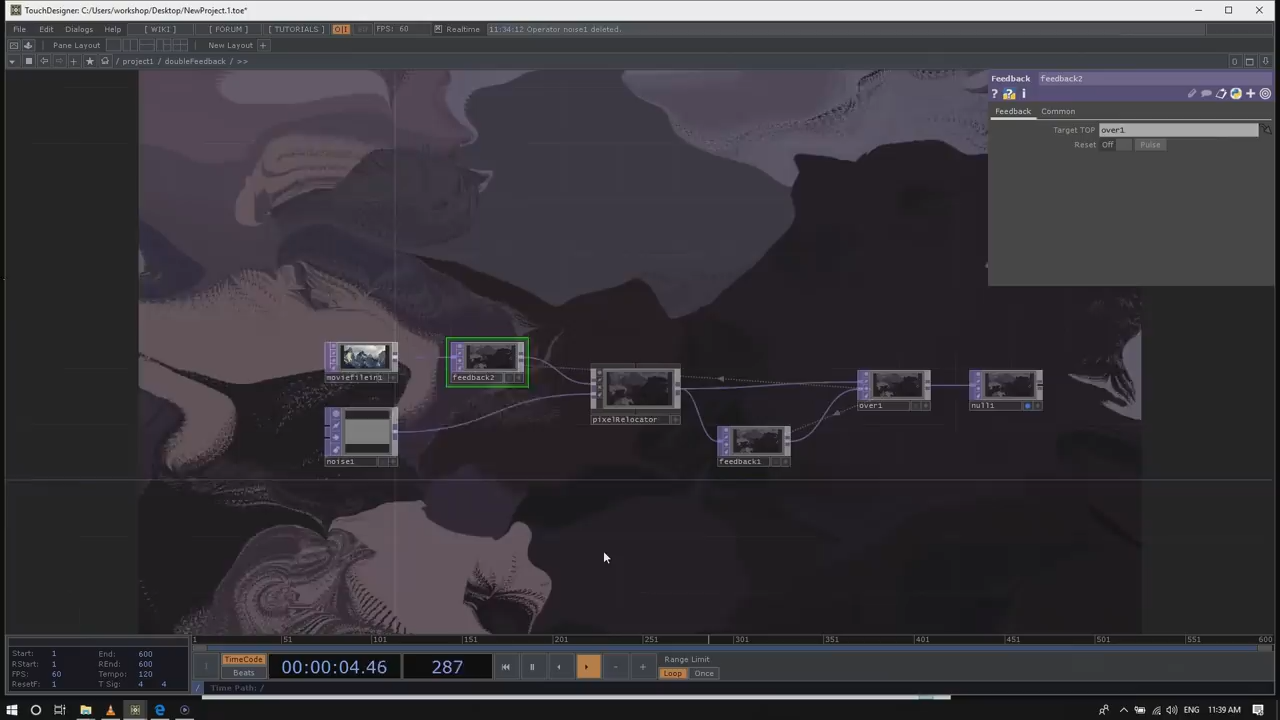 TouchDesigner: C:/Users/workshop/Desktop/NewProject.1.toe*
File Edit Dialogs [ WIKI ] [ FORUM ] [ TUTORIALS ] O|I FPS: 60 Realtime 11:34:12 Operator noise1 deleted.
Pane Layout New Layout +
/ project1 / doubleFeedback / >> 0
Feedback feedback2
? ? i
Feedback Common
Target TOP over1
Reset Off Pulse
moviefilein1
feedback2
pixelRelocator
over1
null1
noise1
feedback1
1 51 101 151 201 251 301 351 401 451 501 551 600
Start: 1 End: 600
RStart: 1 REnd: 600
FPS: 60 Tempo: 120
ResetF: 1 T Sig: 4 4
TimeCode
Beats
00:00:04.46 287
Range Limit
Loop Once
/ Time Path: /
11:39 AM